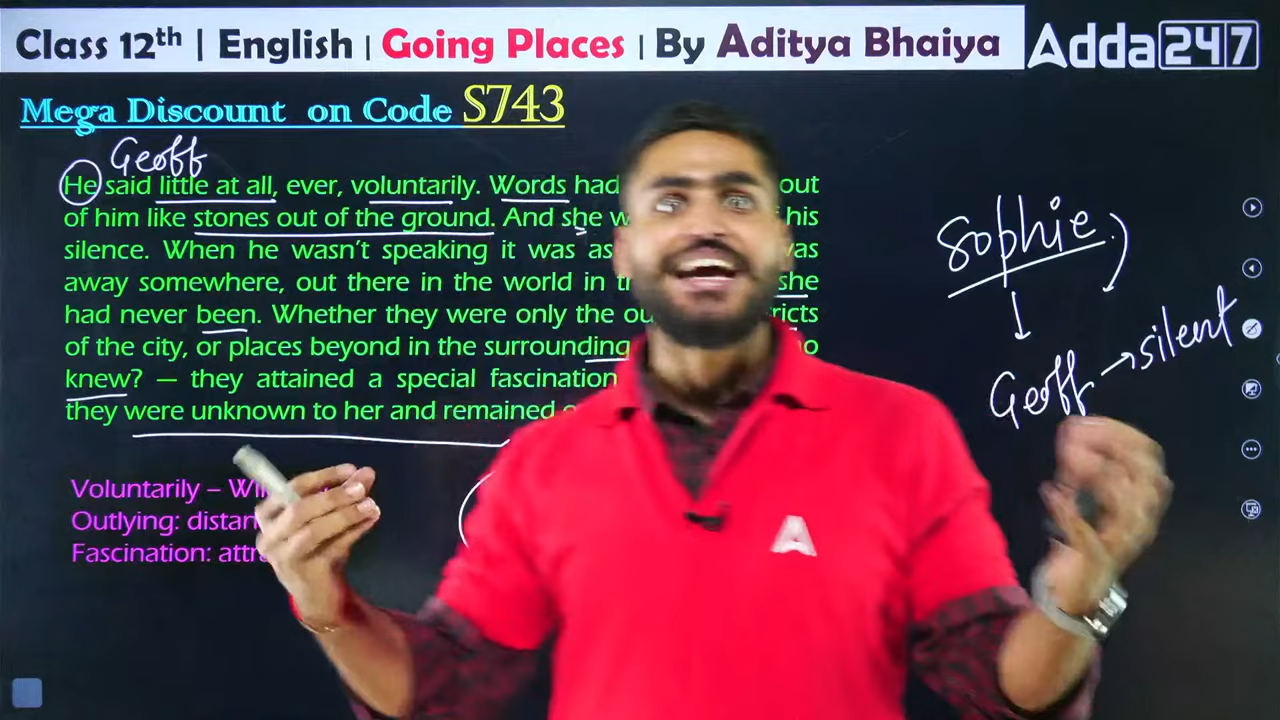 Class 12th | English | Going Places | By Aditya Bhaiya
Adda247
Mega Discount on Code S743
Geoff
He said little at all, ever, voluntarily. Words had out
of him like stones out of the ground. And she his
silence. When he wasn't speaking it was as
away somewhere, out there in the world in she
had never been. Whether they were only the
of the city, or places beyond in the surrounding
knew? — they attained a special fascination
they were unknown to her and remained
Voluntarily –
Outlying:
Fascination:
Sophie
Geoff → silent
A